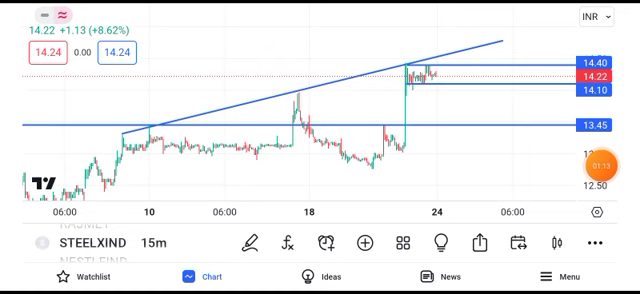 INR
14.22 +1.13 (+8.62%)
14.24 0.00 14.24
14.40
14.22
14.10
13.45
01:13
12.50
06:00 10 06:00 18 24 06:00
STEELXIND 15m
NESTLEIND
Watchlist Chart Ideas News Menu